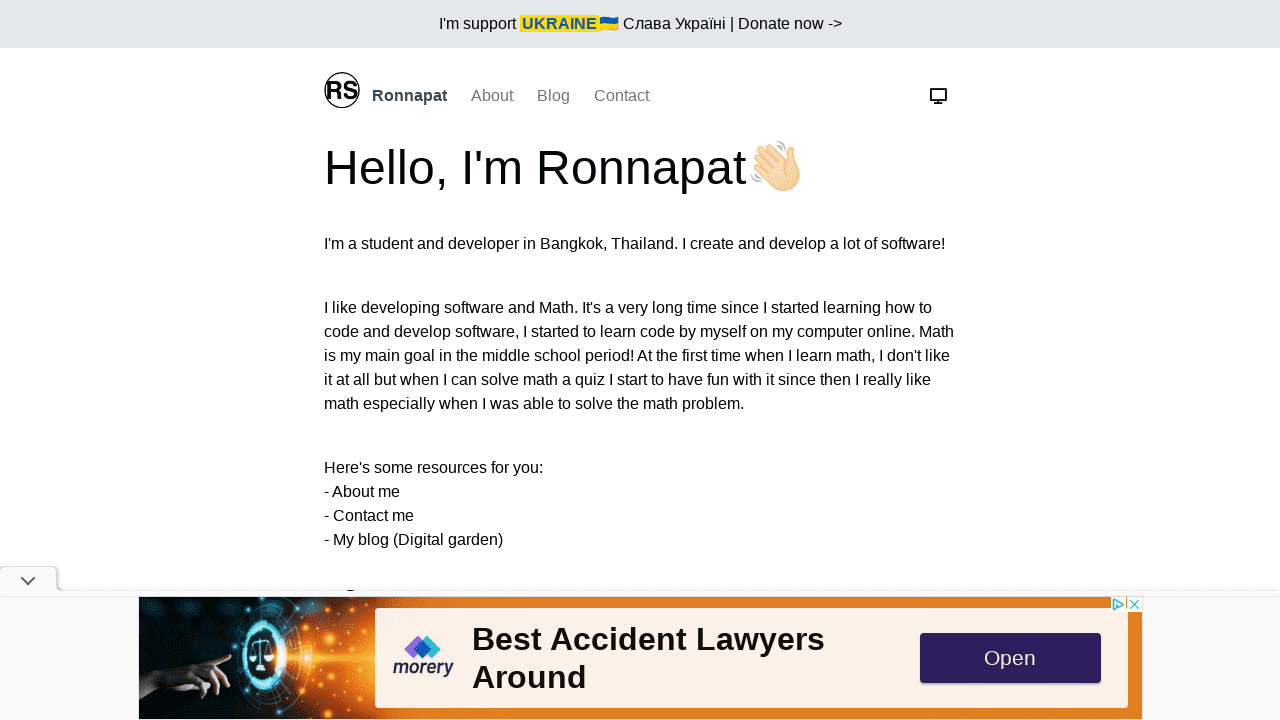 I'm support UKRAINE🇺🇦 Слава Україні | Donate now ->
RS Ronnapat About Blog Contact
Hello, I'm Ronnapat👋🏻
I'm a student and developer in Bangkok, Thailand. I create and develop a lot of software!
I like developing software and Math. It's a very long time since I started learning how to
code and develop software, I started to learn code by myself on my computer online. Math
is my main goal in the middle school period! At the first time when I learn math, I don't like
it at all but when I can solve math a quiz I start to have fun with it since then I really like
math especially when I was able to solve the math problem.
Here's some resources for you:
- About me
- Contact me
- My blog (Digital garden)
morery
Best Accident Lawyers
Around
Open